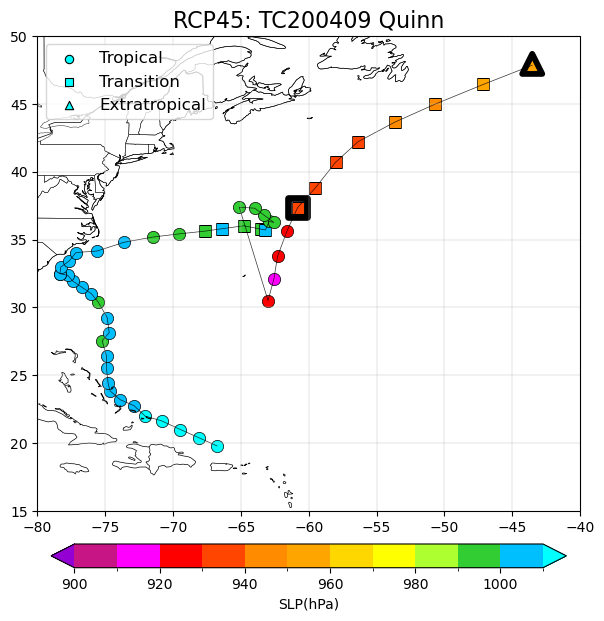 RCP45: TC200409 Quinn
50
Tropical
Transition
Extratropical
45
40
35
30
25
20
15
−80 −75 −70 −65 −60 −55 −50 −45 −40
900 920 940 960 980 1000
SLP(hPa)